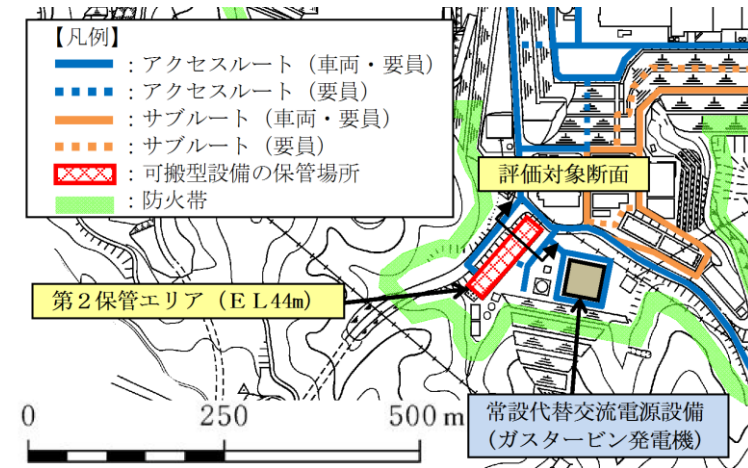 【凡例】
：アクセスルート（車両・要員）
：アクセスルート（要員）
：サブルート（車両・要員）
：サブルート（要員）
：可搬型設備の保管場所
：防火帯
評価対象断面
第２保管エリア（ＥＬ44m）
常設代替交流電源設備
（ガスタービン発電機）
0 250 500 m